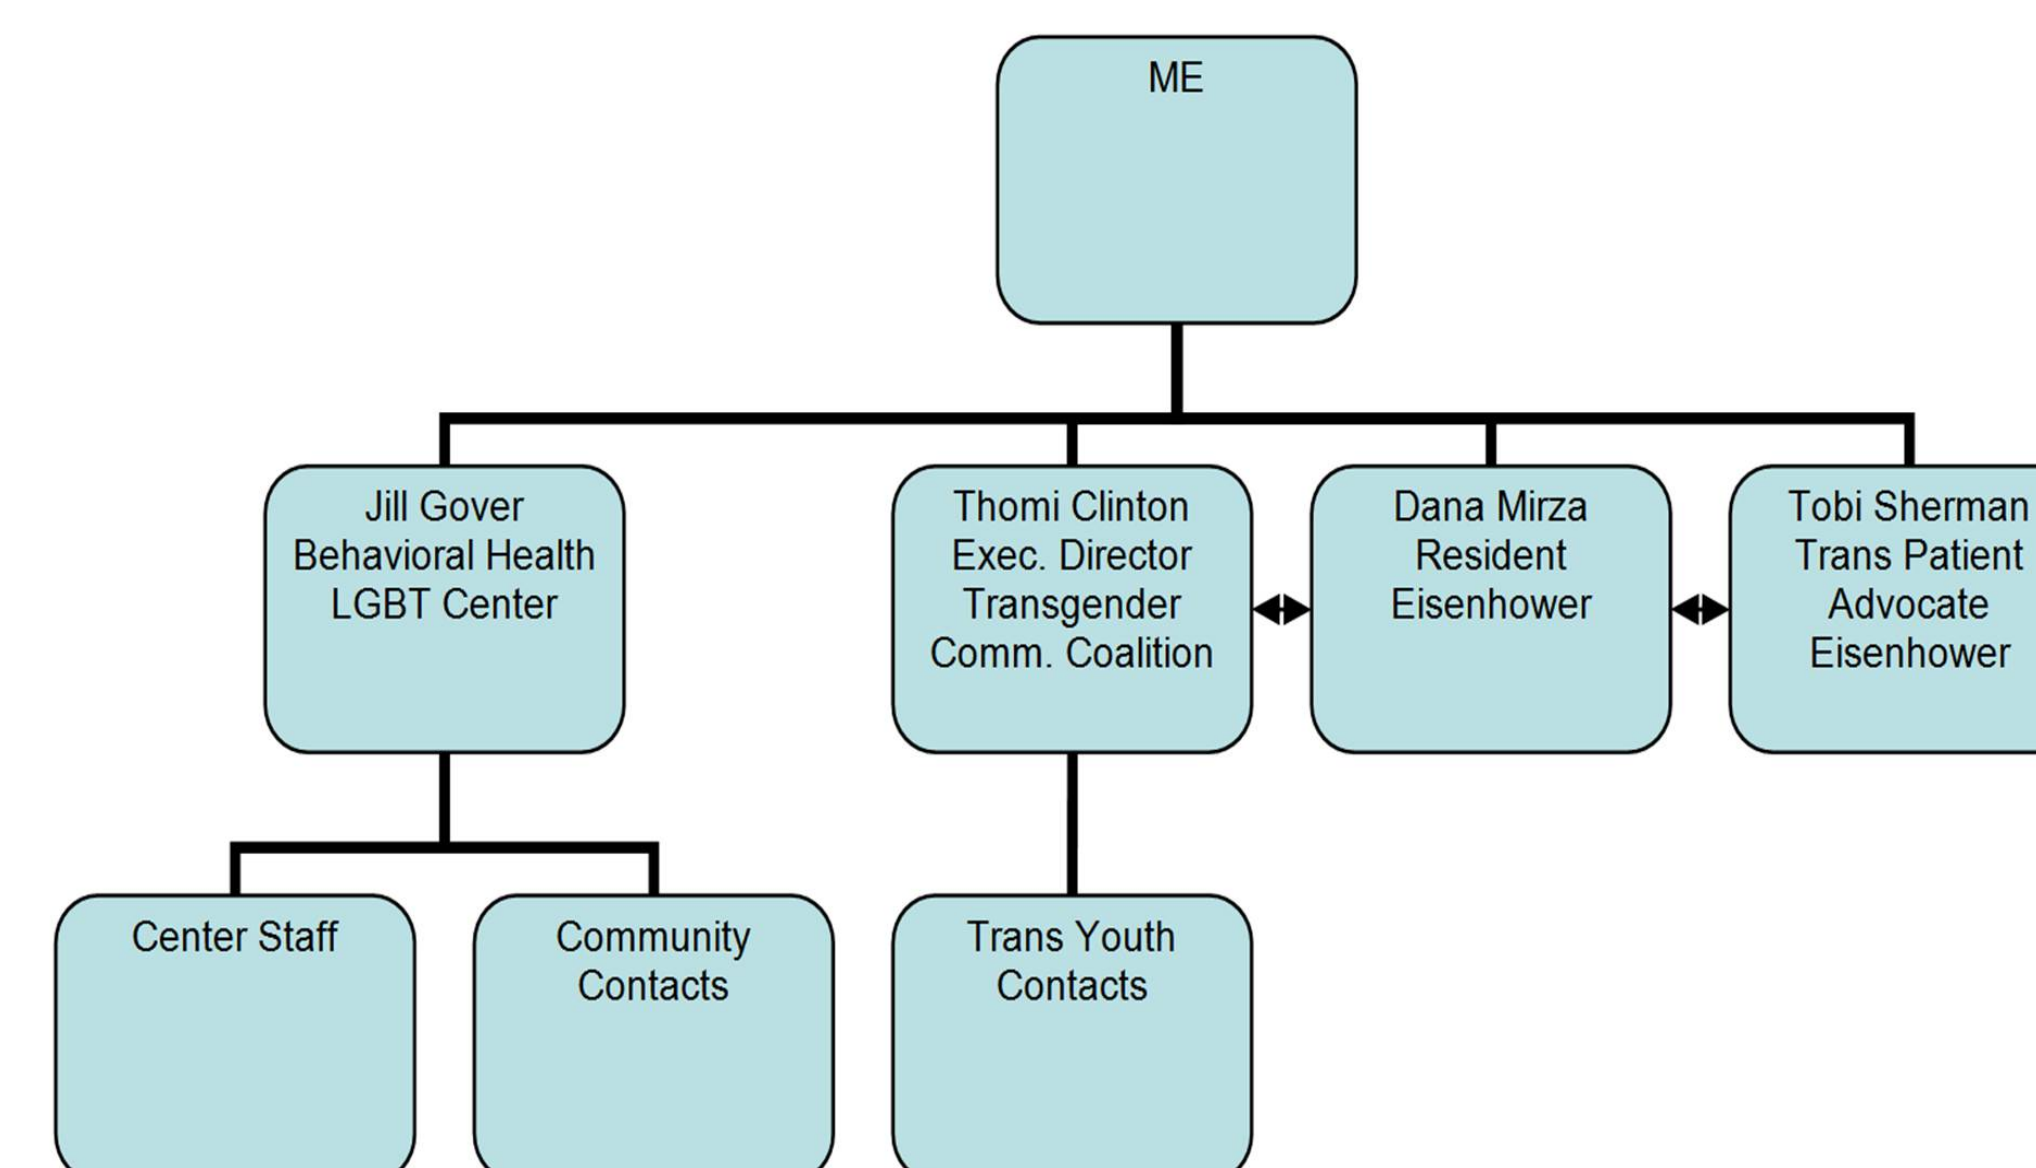 ME
Jill Gover
Behavioral Health
LGBT Center
Thomi Clinton
Exec. Director
Transgender
Comm. Coalition
Dana Mirza
Resident
Eisenhower
Tobi Sherman
Trans Patient
Advocate
Eisenhower
Center Staff
Community
Contacts
Trans Youth
Contacts